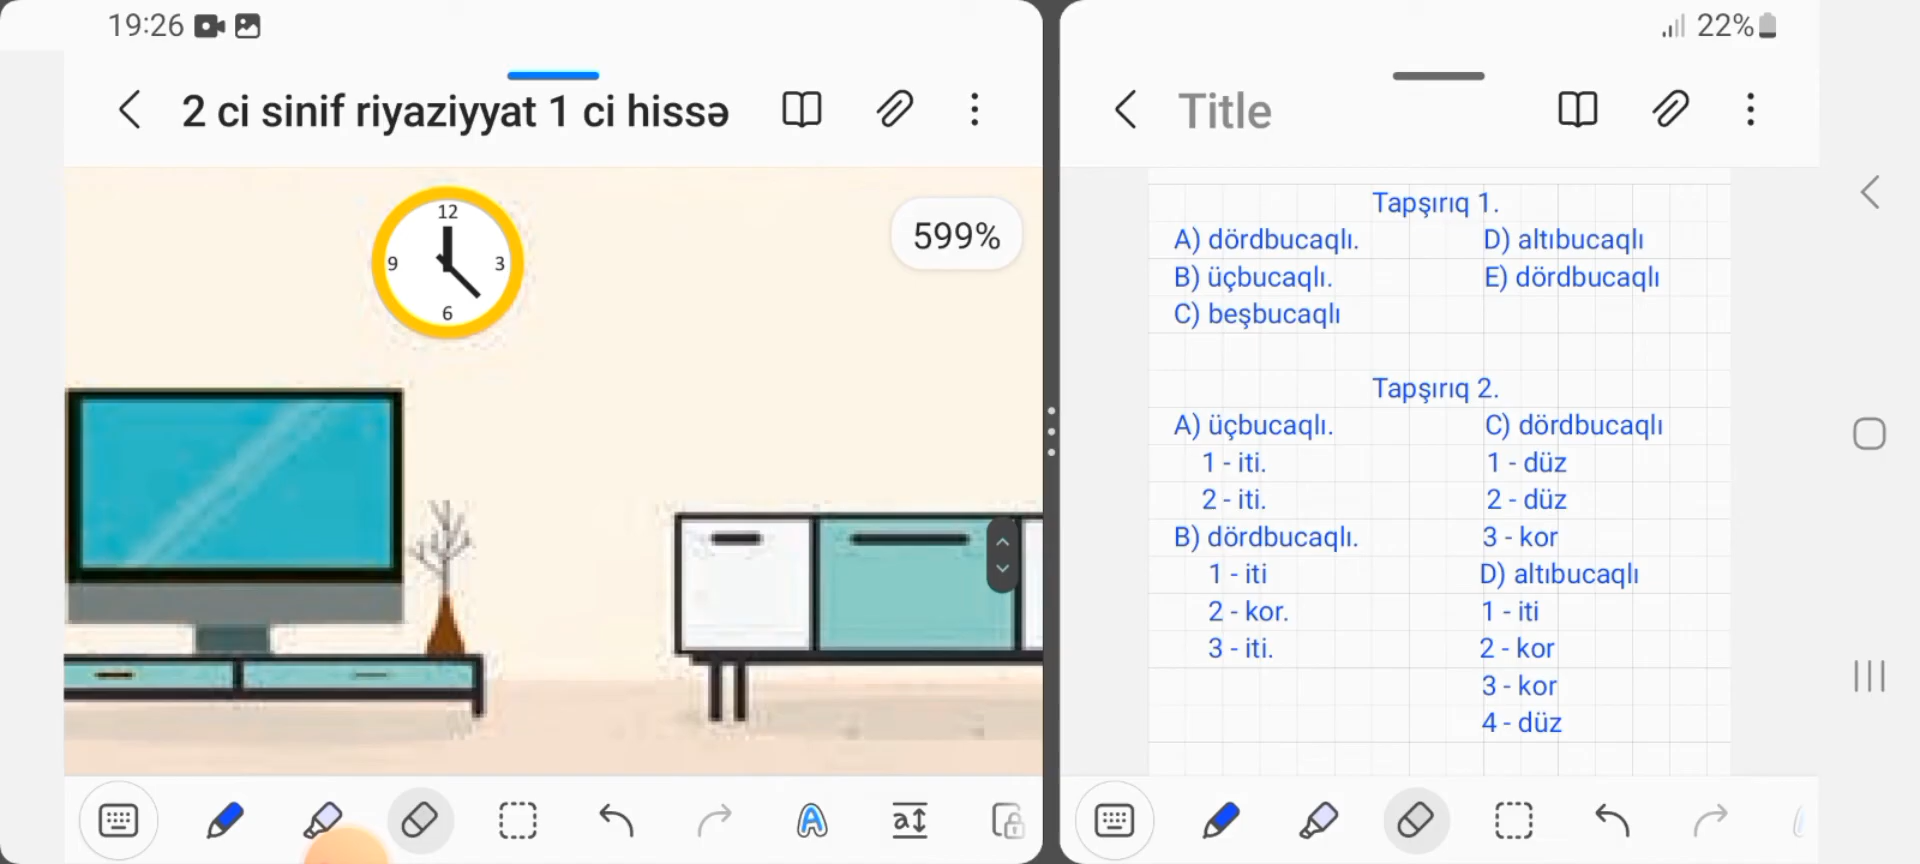 19:26
22%
2 ci sinif riyaziyyat 1 ci hissə
Title
12
9
3
6
599%
Tapşırıq 1.
A) dördbucaqlı.
D) altıbucaqlı
B) üçbucaqlı.
E) dördbucaqlı
C) beşbucaqlı
Tapşırıq 2.
A) üçbucaqlı.
C) dördbucaqlı
1 - iti.
1 - düz
2 - iti.
2 - düz
B) dördbucaqlı.
3 - kor
1 - iti
D) altıbucaqlı
2 - kor.
1 - iti
3 - iti.
2 - kor
3 - kor
4 - düz